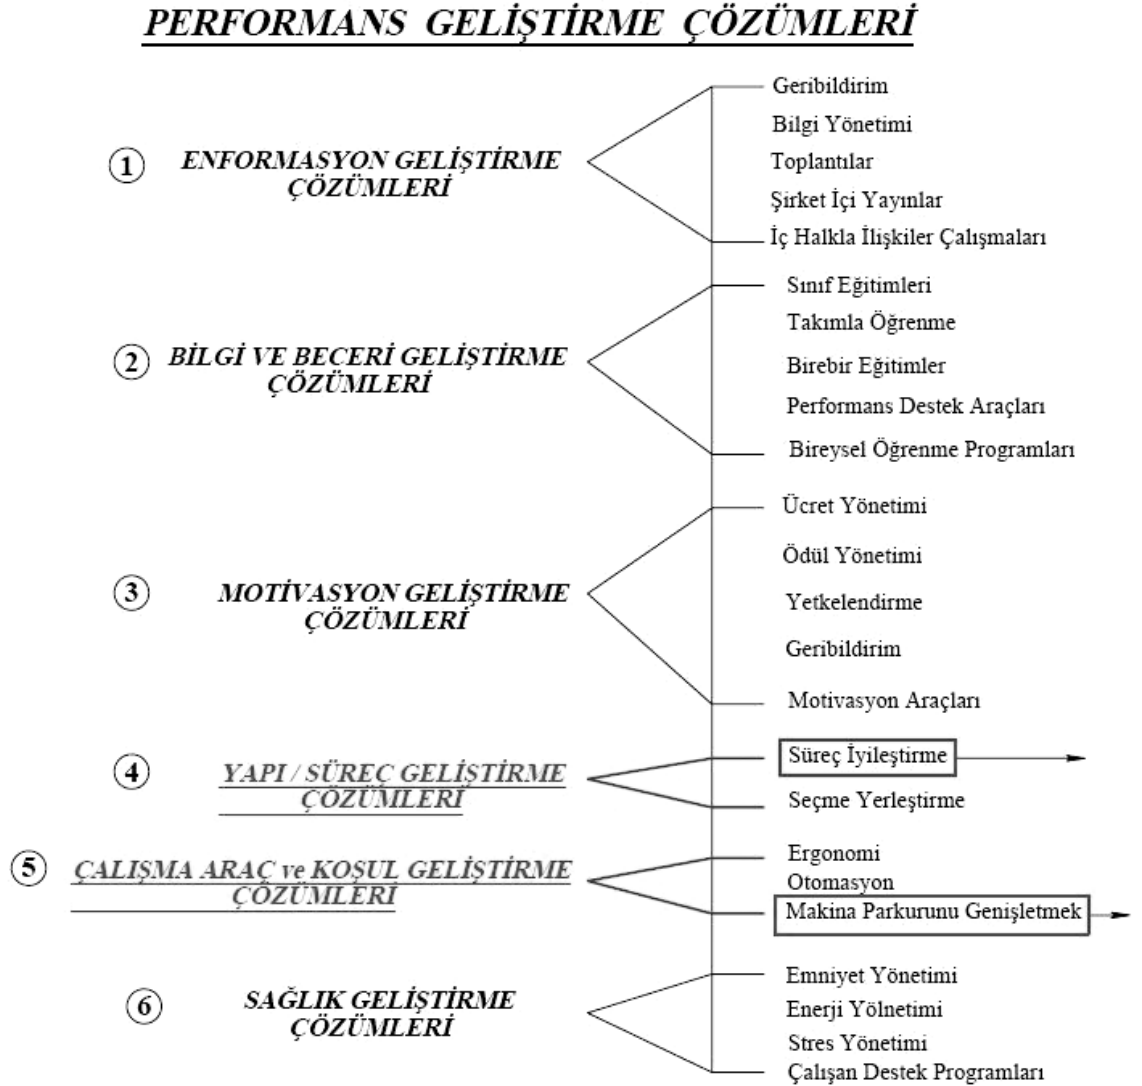 PERFORMANS GELİŞTİRME ÇÖZÜMLERİ
1 ENFORMASYON GELİŞTİRME
ÇÖZÜMLERİ
Geribildirim
Bilgi Yönetimi
Toplantılar
Şirket İçi Yayınlar
İç Halkla İlişkiler Çalışmaları
2 BİLGİ VE BECERİ GELİŞTİRME
ÇÖZÜMLERİ
Sınıf Eğitimleri
Takımla Öğrenme
Birebir Eğitimler
Performans Destek Araçları
Bireysel Öğrenme Programları
3 MOTİVASYON GELİŞTİRME
ÇÖZÜMLERİ
Ücret Yönetimi
Ödül Yönetimi
Yetkelendirme
Geribildirim
Motivasyon Araçları
4 YAPI / SÜREÇ GELİŞTİRME
ÇÖZÜMLERİ
Süreç İyileştirme
Seçme Yerleştirme
5 ÇALIŞMA ARAÇ ve KOŞUL GELİŞTİRME
ÇÖZÜMLERİ
Ergonomi
Otomasyon
Makina Parkurunu Genişletmek
6 SAĞLIK GELİŞTİRME
ÇÖZÜMLERİ
Emniyet Yönetimi
Enerji Yölnetimi
Stres Yönetimi
Çalışan Destek Programları